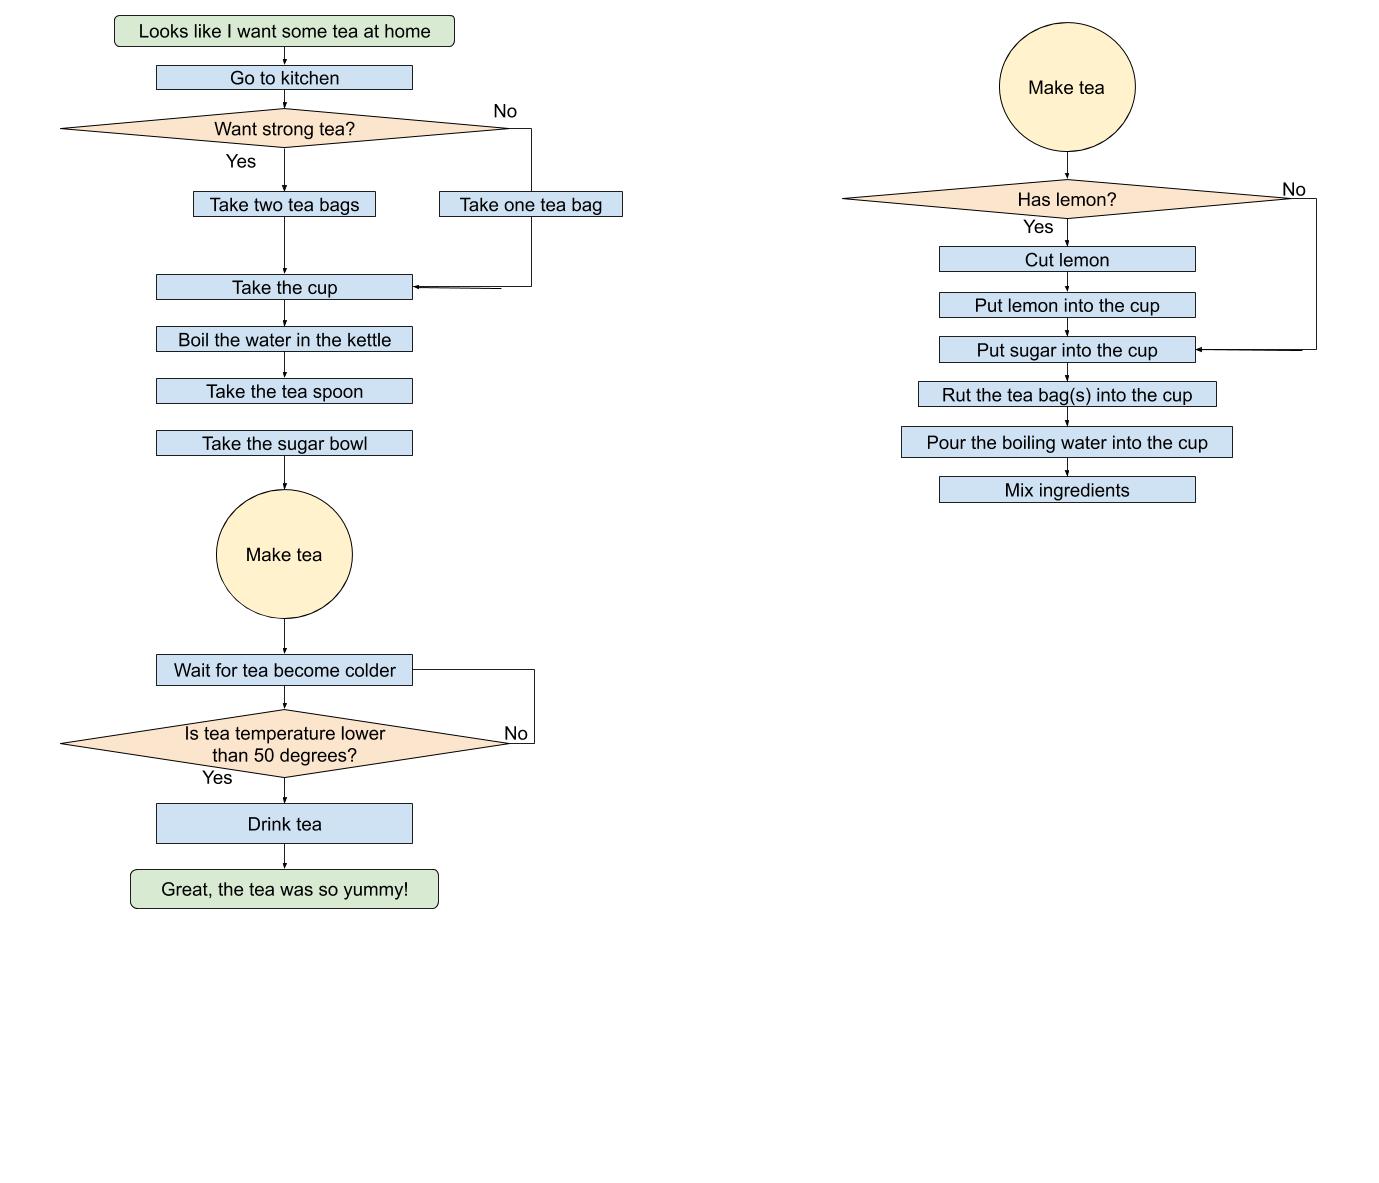 Looks like I want some tea at home
Go to kitchen
Want strong tea?
No
Yes
Take two tea bags
Take one tea bag
Take the cup
Boil the water in the kettle
Take the tea spoon
Take the sugar bowl
Make tea
Wait for tea become colder
Is tea temperature lower
than 50 degrees?
No
Yes
Drink tea
Great, the tea was so yummy!
Make tea
Has lemon?
No
Yes
Cut lemon
Put lemon into the cup
Put sugar into the cup
Rut the tea bag(s) into the cup
Pour the boiling water into the cup
Mix ingredients